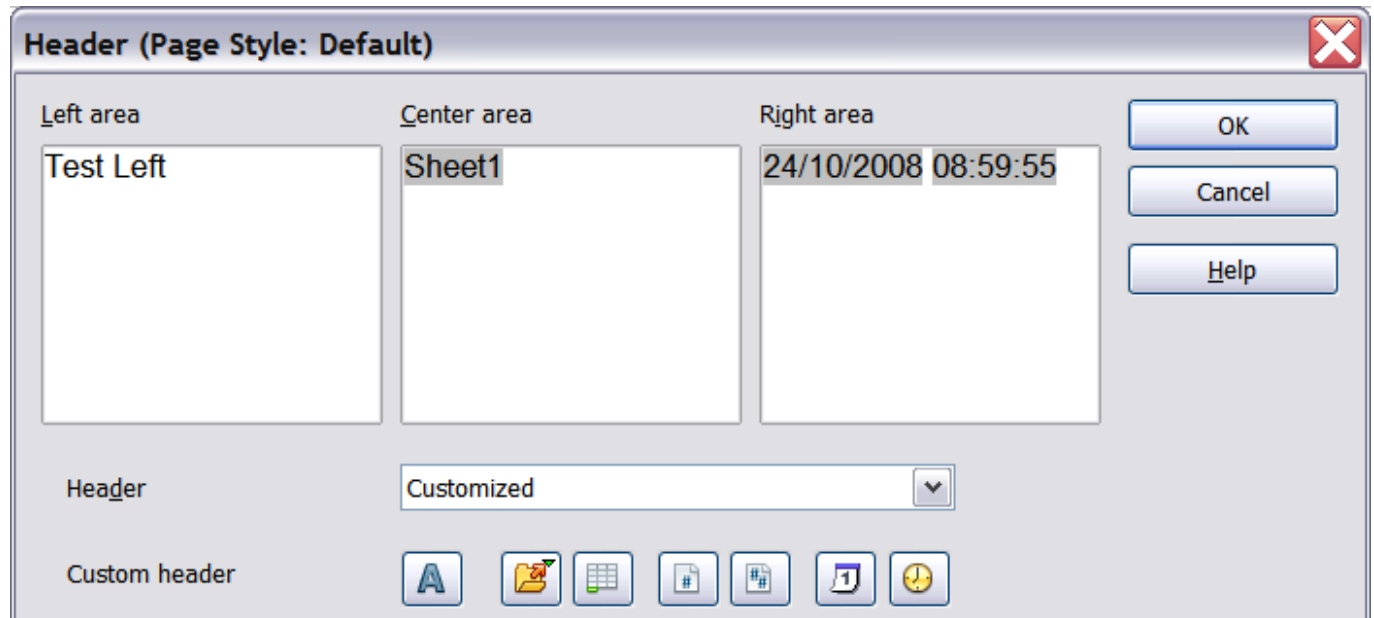 Header (Page Style: Default)
Left area
Center area
Right area
OK
Test Left
Sheet1
24/10/2008 08:59:55
Cancel
Help
Header
Customized
Custom header
A
#
##
1